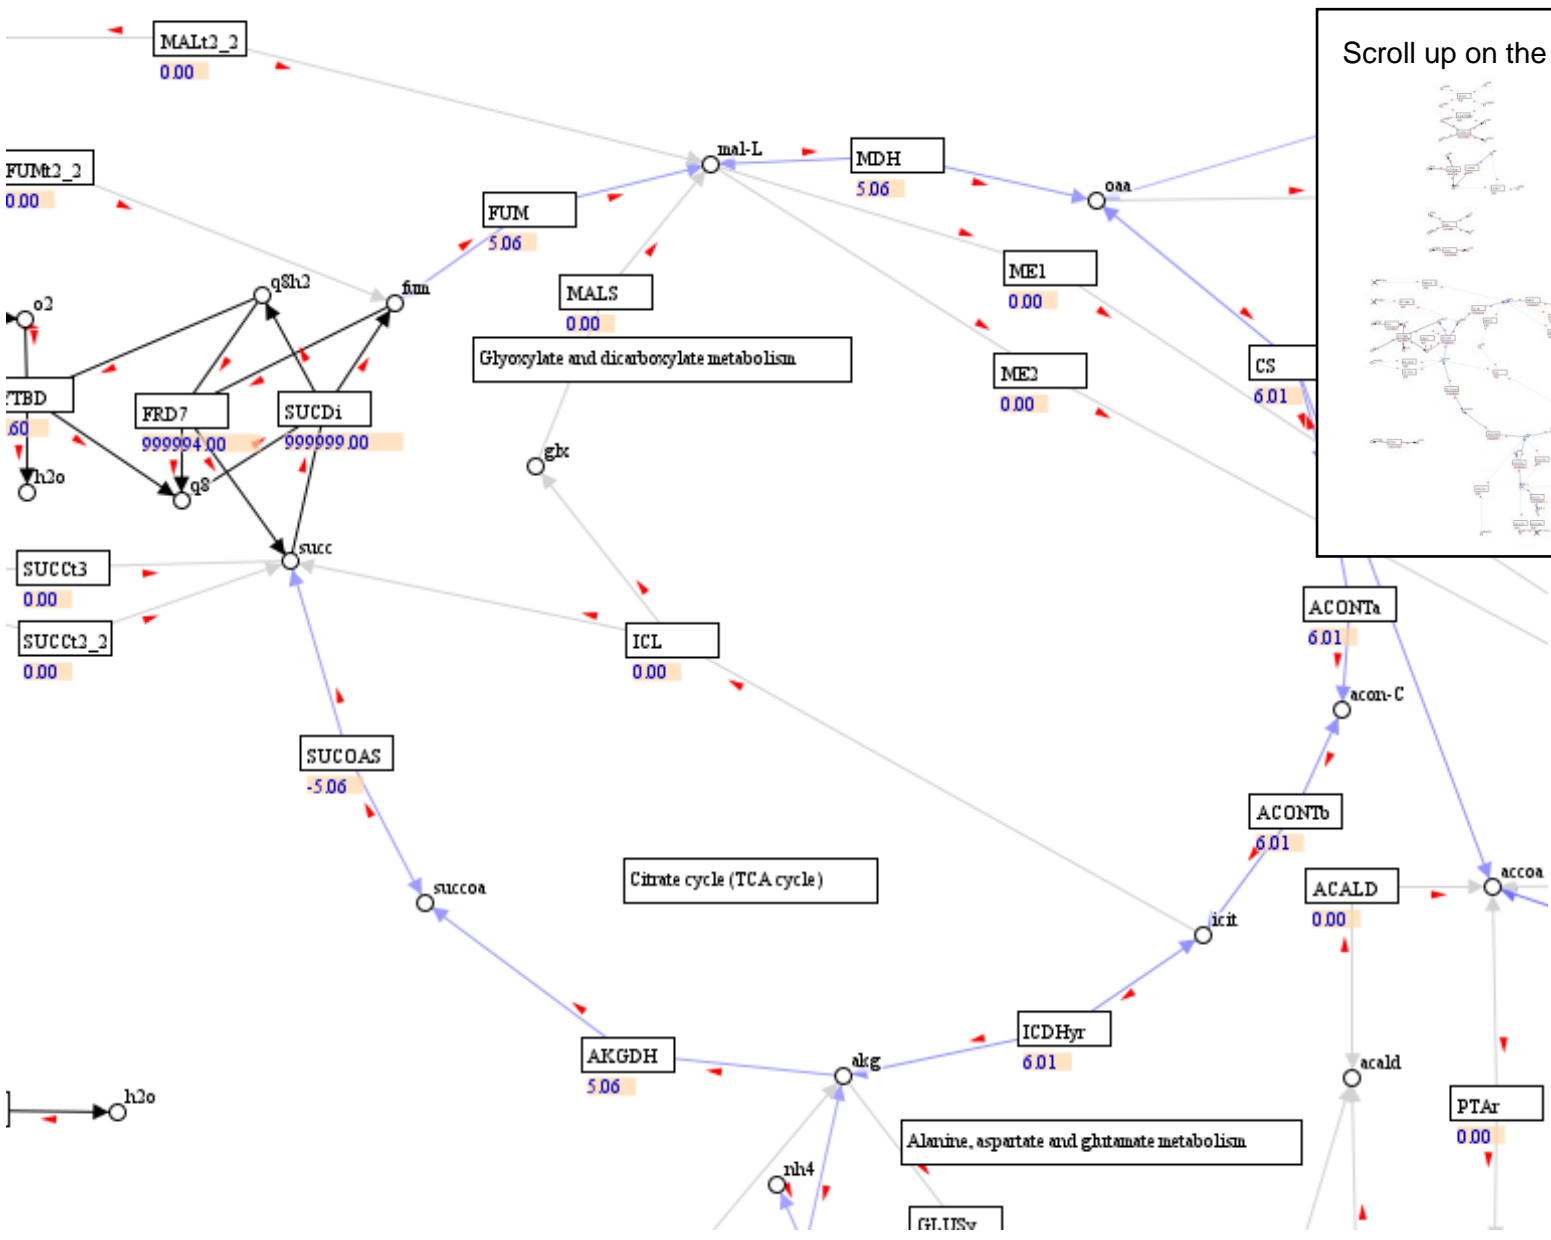 MALt2_2
0.00
Scroll up on the
FUMt2_2
0.00
mal-L
MDH
5.06
oaa
FUM
5.06
ME1
0.00
q8h2
fum
MALS
0.00
o2
Glyoxylate and dicarboxylate metabolism
ME2
0.00
CS
6.01
TBD
.60
FRD7
999994.00
SUCDi
999999.00
glx
h2o
q8
succ
SUCCt3
0.00
SUCCt2_2
0.00
ICL
0.00
ACONTa
6.01
acon-C
SUCOAS
-5.06
ACONTb
6.01
Citrate cycle (TCA cycle)
succoa
ACALD
0.00
accoa
icit
AKGDH
5.06
ICDHyr
6.01
akg
acald
h2o
PTAr
0.00
Alanine, aspartate and glutamate metabolism
nh4
GLUSy